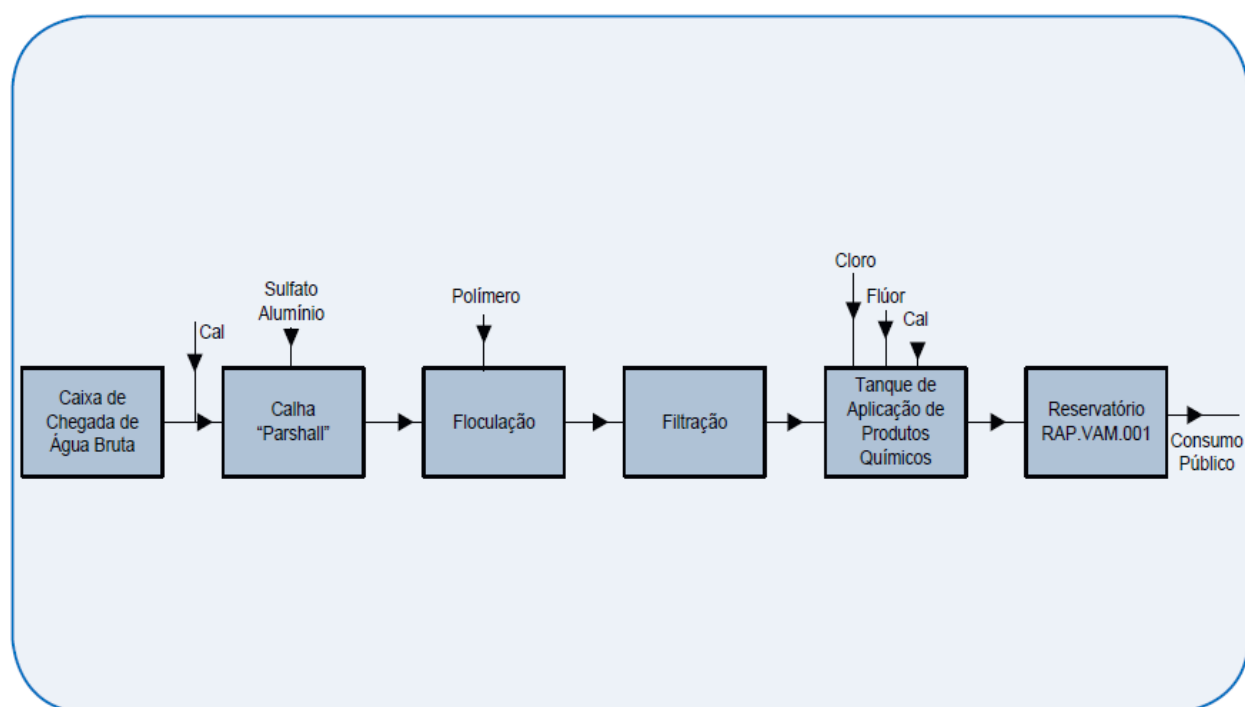 Cloro
Flúor
Cal
Sulfato
Alumínio
Polímero
Cal
Caixa de
Chegada de
Água Bruta
Calha
“Parshall”
Floculação
Filtração
Tanque de
Aplicação de
Produtos
Químicos
Reservatório
RAP.VAM.001
Consumo
Público